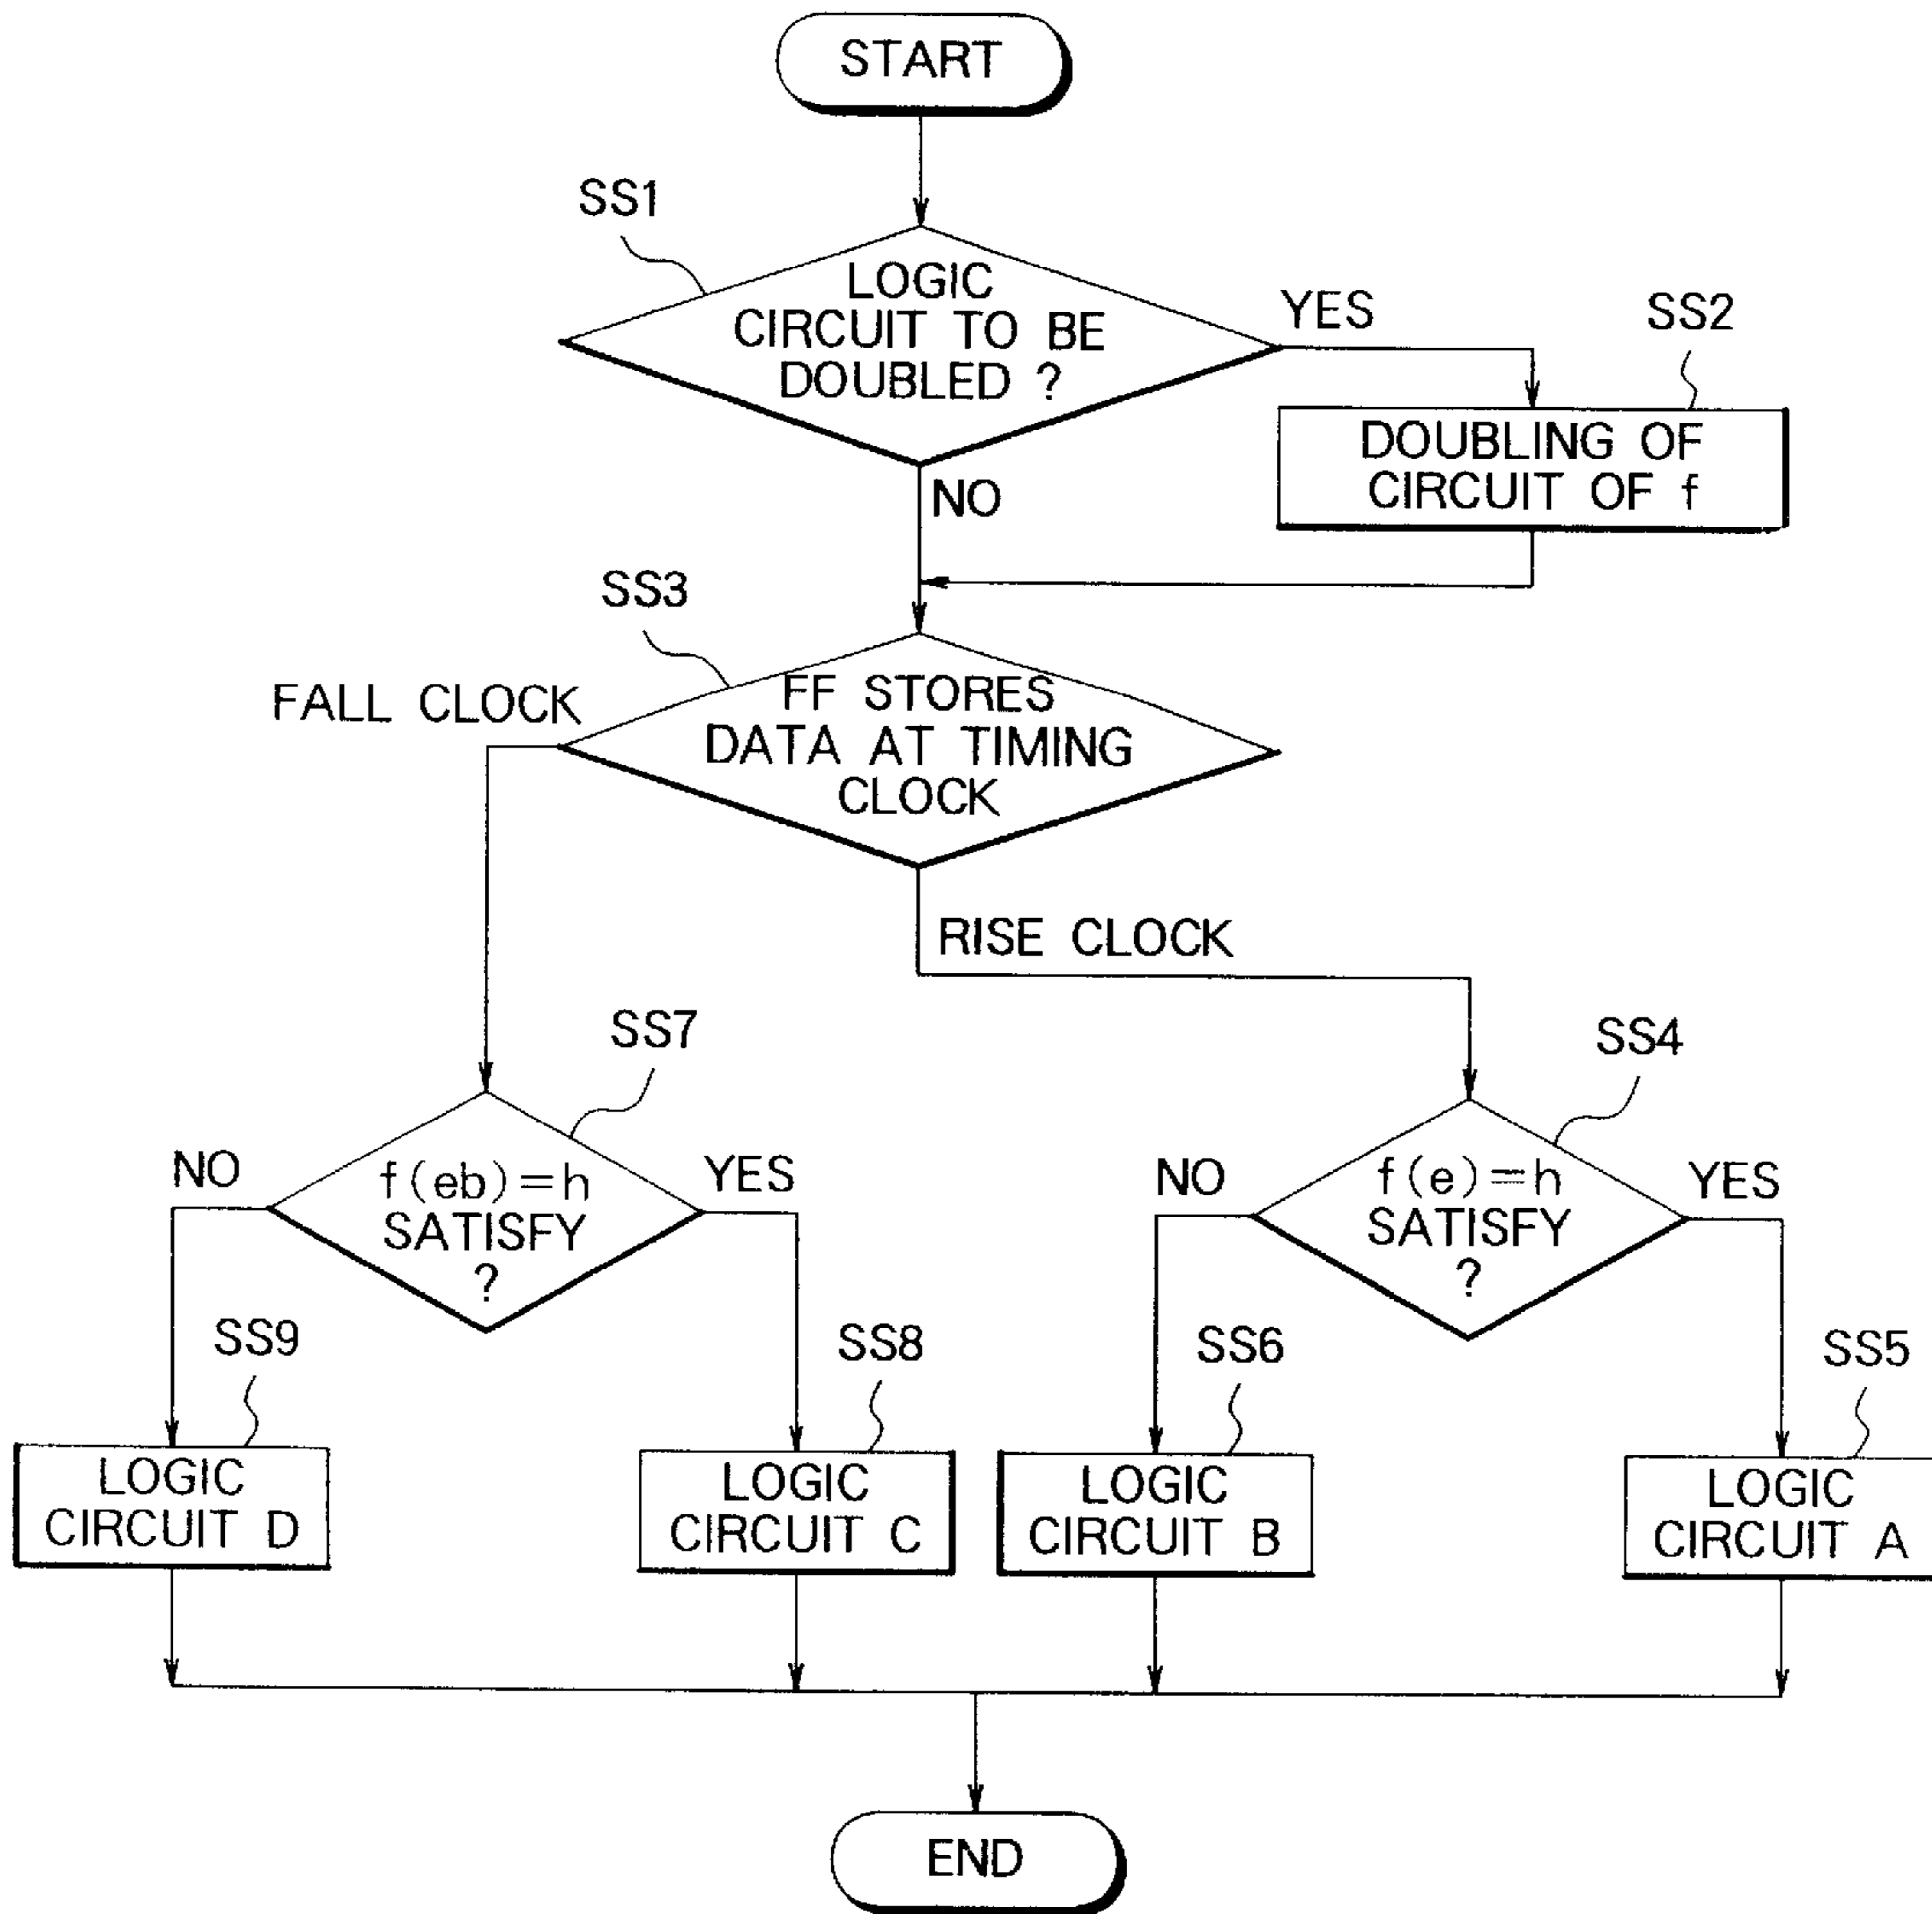 START
SS1
LOGIC
CIRCUIT TO BE
DOUBLED ?
YES
SS2
DOUBLING OF
CIRCUIT OF f
NO
SS3
FALL CLOCK
FF STORES
DATA AT TIMING
CLOCK
RISE CLOCK
SS7
SS4
NO
f(eb)=h
SATISFY
?
YES
NO
f(e)=h
SATISFY
?
YES
SS9
SS8
SS6
SS5
LOGIC
CIRCUIT D
LOGIC
CIRCUIT C
LOGIC
CIRCUIT B
LOGIC
CIRCUIT A
END